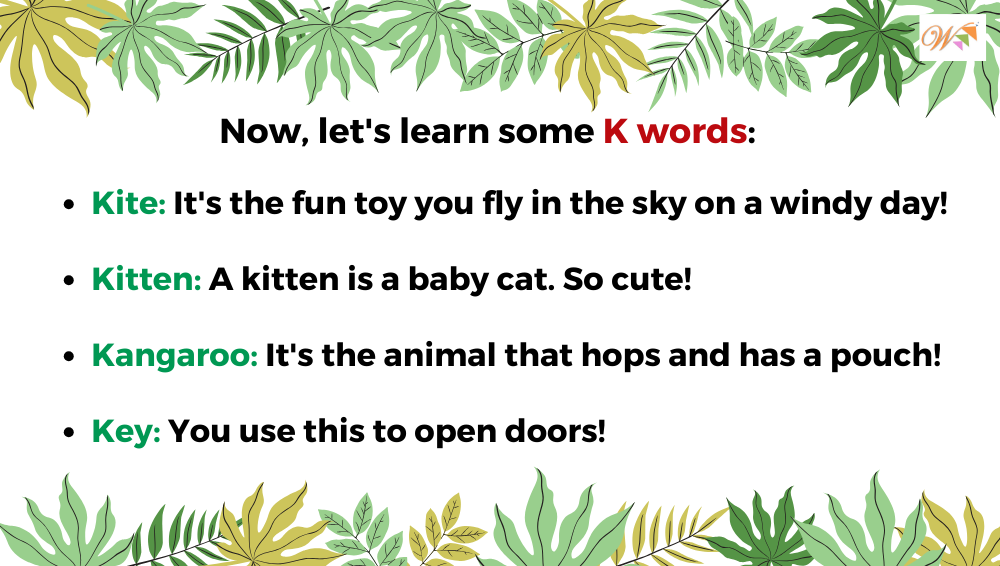 W
Now, let's learn some K words:
• Kite: It's the fun toy you fly in the sky on a windy day!
• Kitten: A kitten is a baby cat. So cute!
• Kangaroo: It's the animal that hops and has a pouch!
• Key: You use this to open doors!